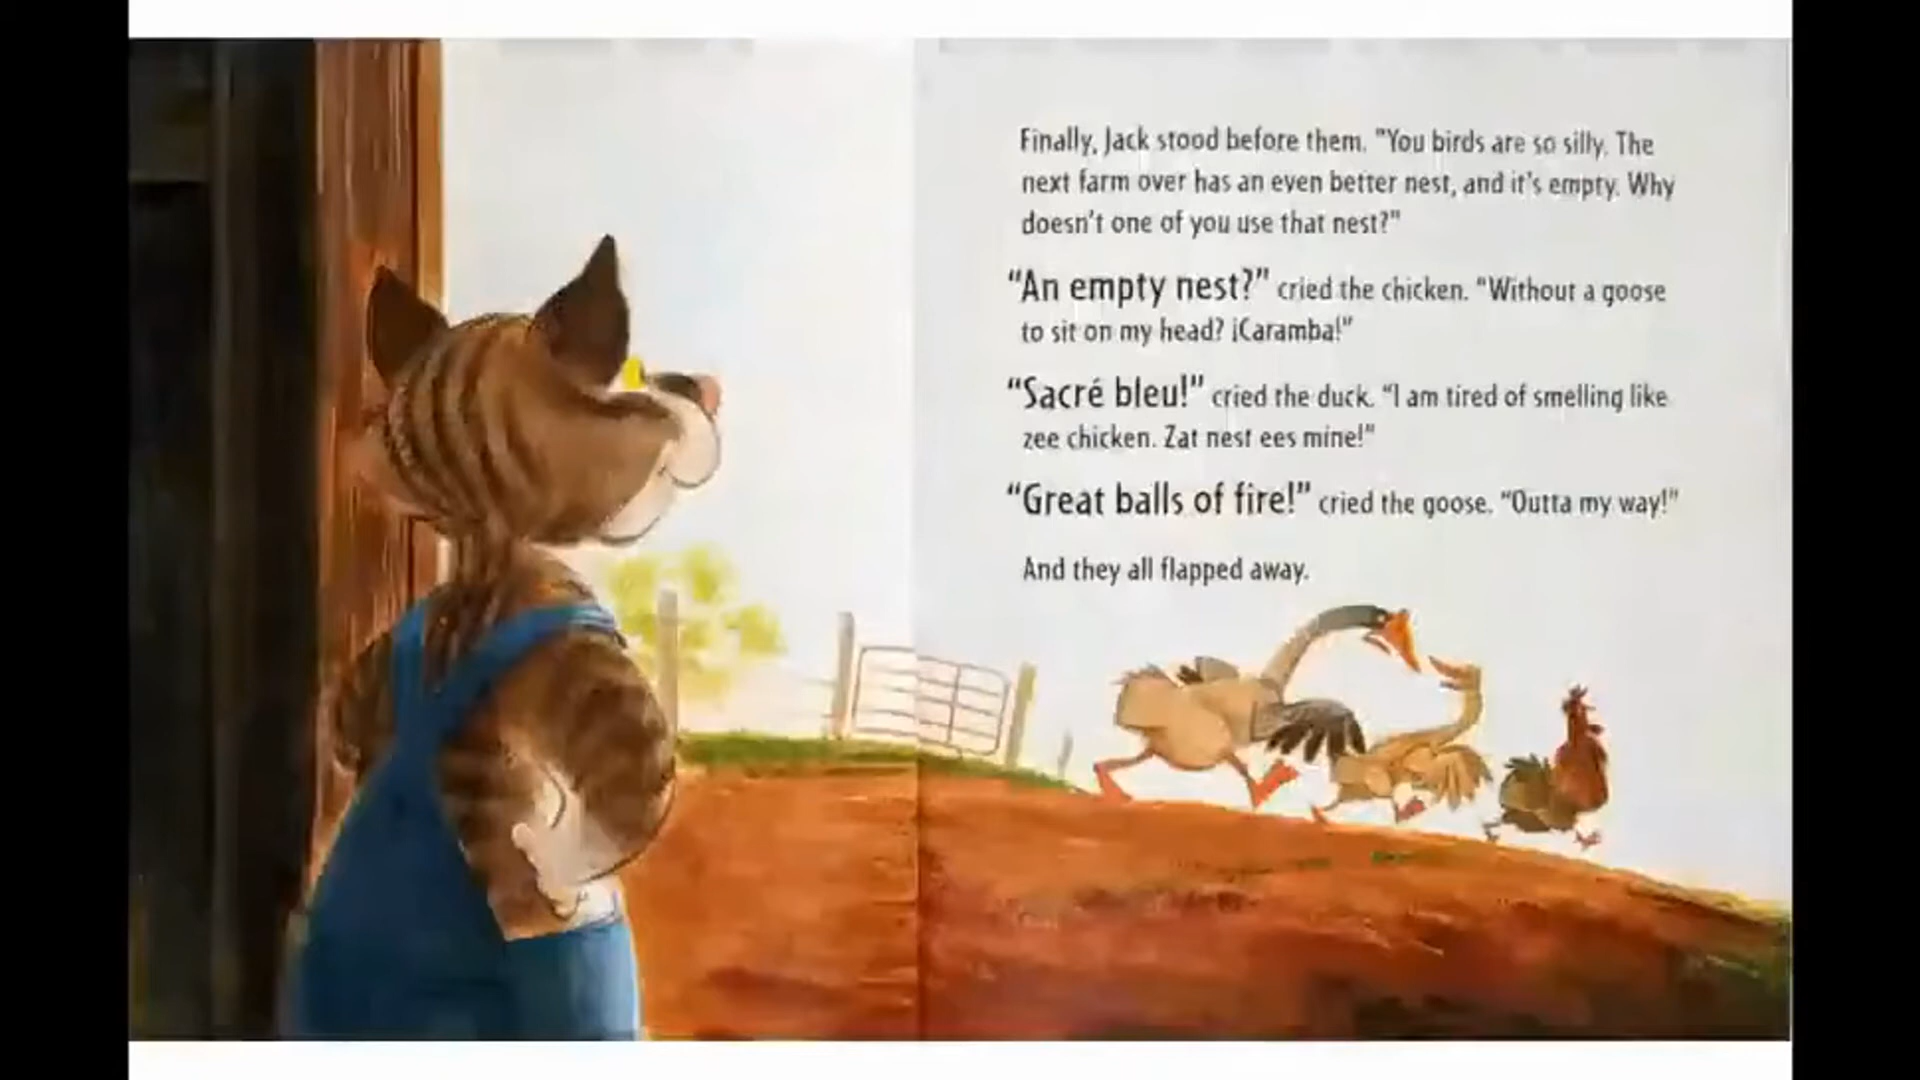 Finally, Jack stood before them. "You birds are so silly. The
next farm over has an even better nest, and it's empty. Why
doesn't one of you use that nest?"
“An empty nest?” cried the chicken. "Without a goose
to sit on my head? ¡Caramba!"
“Sacré bleu!” cried the duck. “I am tired of smelling like
zee chicken. Zat nest ees mine!"
“Great balls of fire!” cried the goose. “Outta my way!”
And they all flapped away.